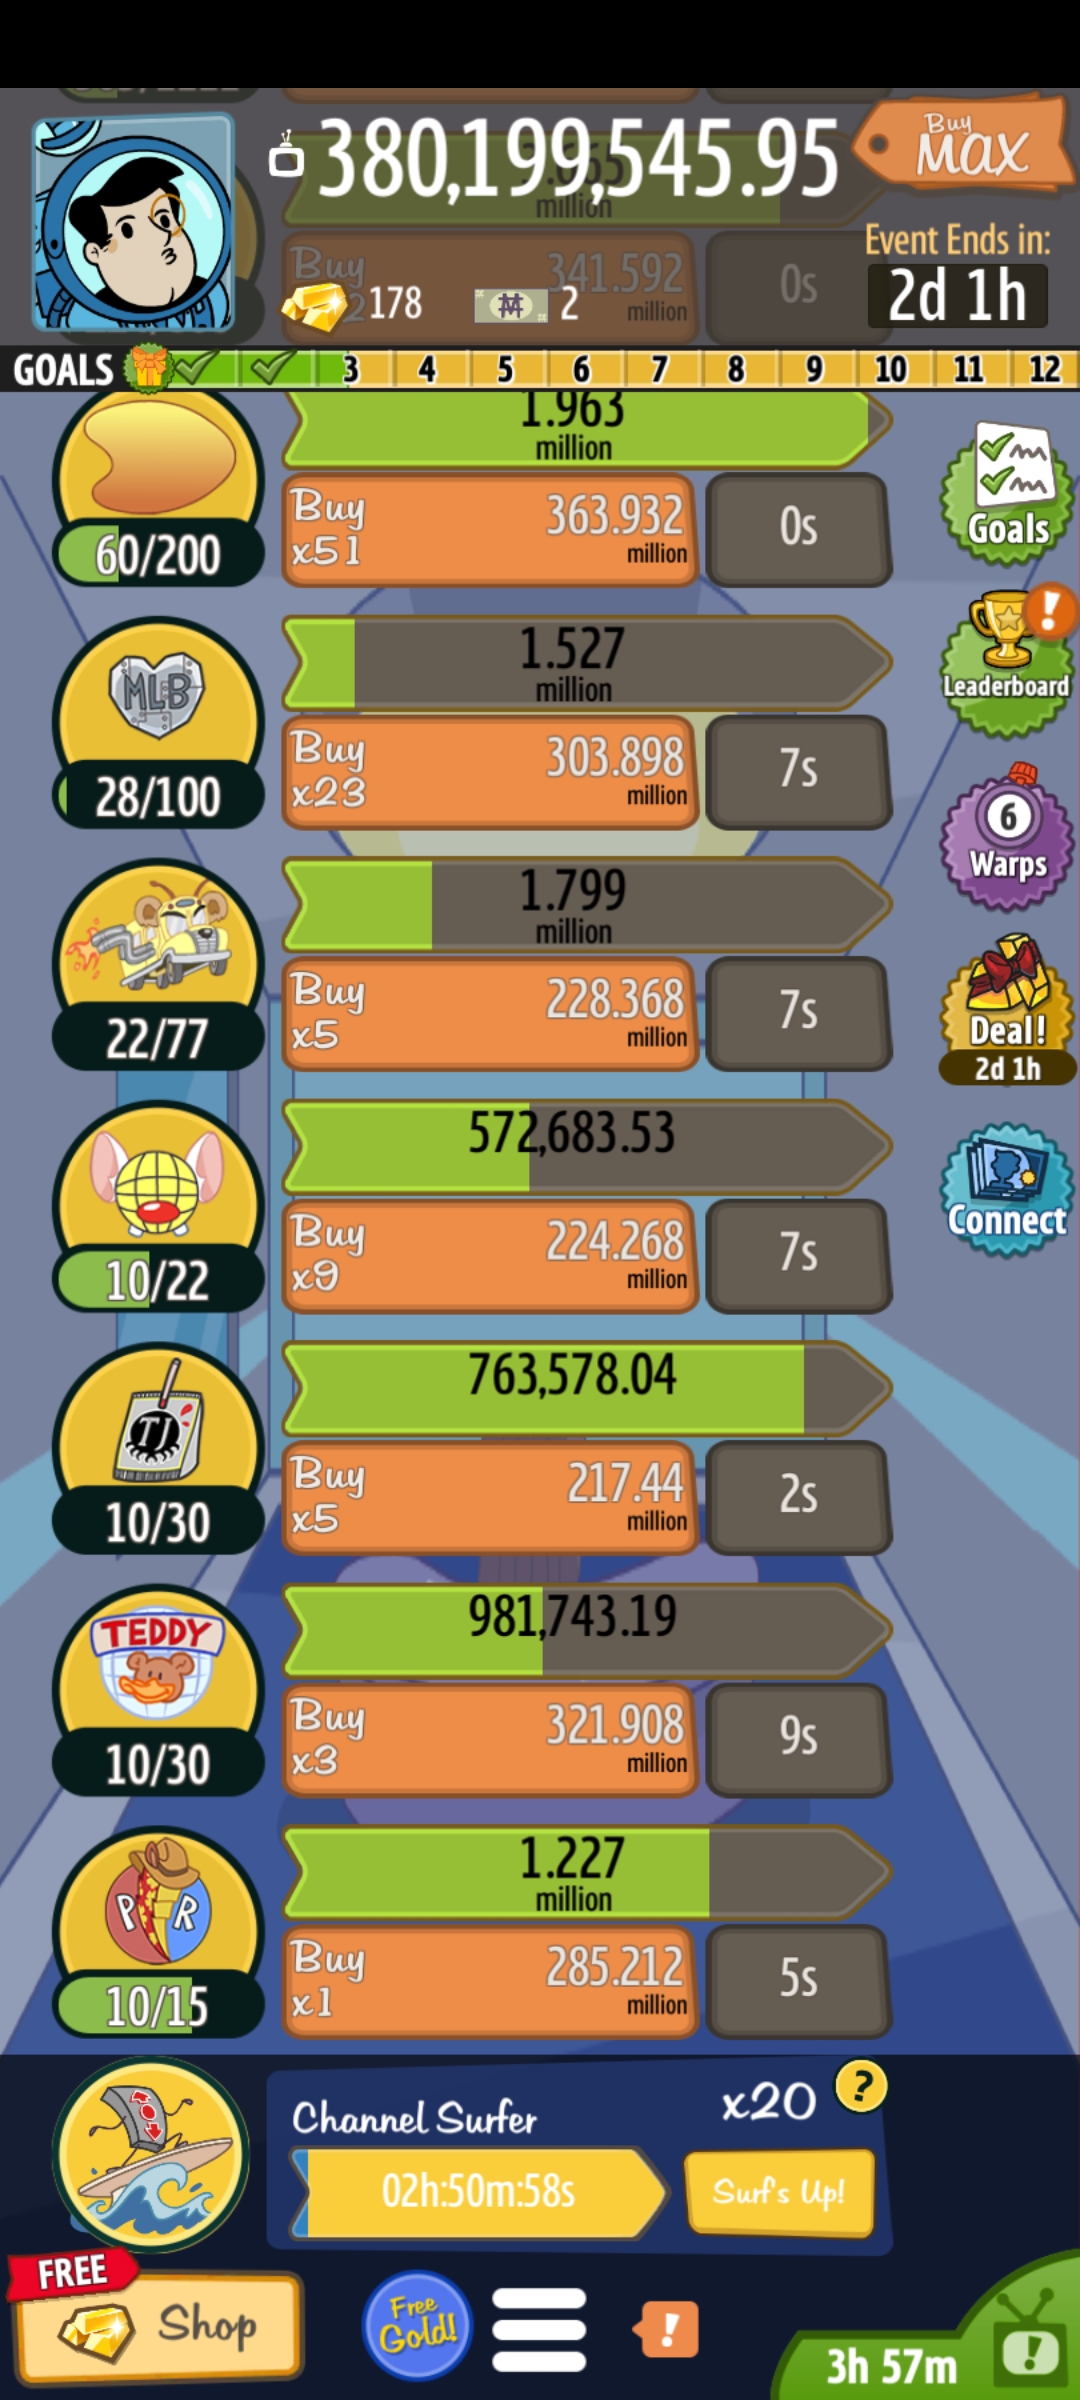 380,199,545.95
Buy
MAX
.665
million
Event Ends in:
2d 1h
Buy
341.592
million
0s
178
2
GOALS 3 4 5 6 7 8 9 10 11 12
1.963
million
60/200
Buy
x51
363.932
million
0s
Goals
1.527
million
MLB
28/100
Buy
x23
303.898
million
7s
!
Leaderboard
6
Warps
1.799
million
22/77
Buy
x5
228.368
million
7s
Deal!
2d 1h
572,683.53
10/22
Buy
x9
224.268
million
7s
Connect
763,578.04
TJ
10/30
Buy
x5
217.44
million
2s
981,743.19
TEDDY
10/30
Buy
x3
321.908
million
9s
1.227
million
P R
10/15
Buy
x1
285.212
million
5s
Channel Surfer
x20
?
02h:50m:58s
Surf's Up!
FREE
Shop
Free
Gold!
!
3h 57m
!